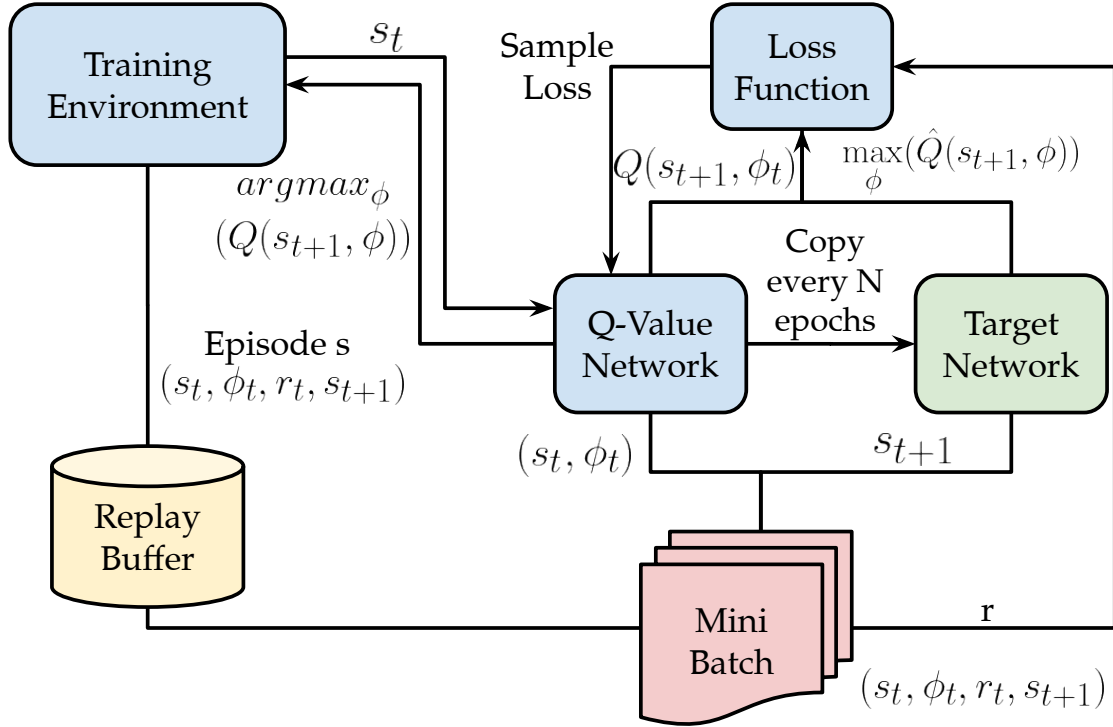 Training
Environment
s_t
Sample
Loss
Loss
Function
argmax_ϕ
(Q(s_{t+1}, ϕ))
Q(s_{t+1}, ϕ_t)
max_ϕ(Q̂(s_{t+1}, ϕ))
Copy
every N
epochs
Q-Value
Network
Target
Network
Episode s
(s_t, ϕ_t, r_t, s_{t+1})
(s_t, ϕ_t)
s_{t+1}
Replay
Buffer
Mini
Batch
r
(s_t, ϕ_t, r_t, s_{t+1})